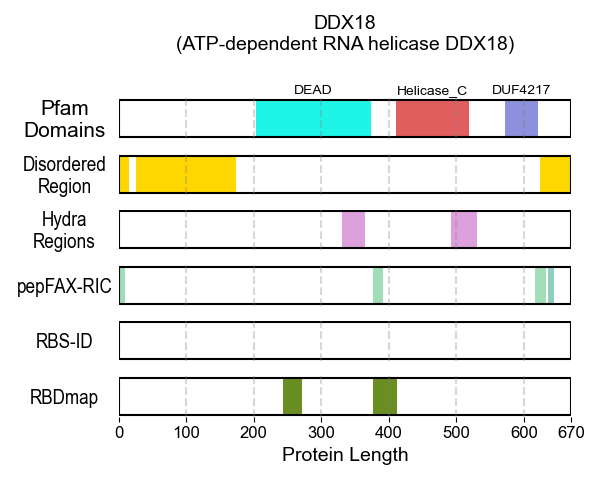 DDX18
(ATP-dependent RNA helicase DDX18)
DEAD Helicase_C DUF4217
Pfam
Domains
Disordered
Region
Hydra
Regions
pepFAX-RIC
RBS-ID
RBDmap
0 100 200 300 400 500 600 670
Protein Length